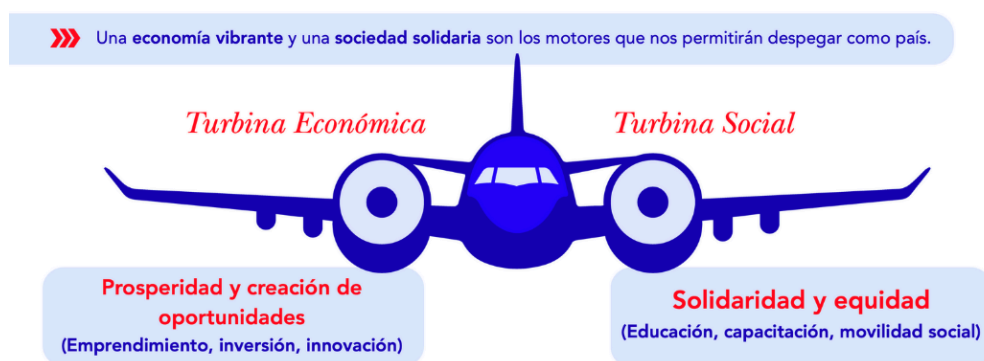 Una economía vibrante y una sociedad solidaria son los motores que nos permitirán despegar como país.
Turbina Económica
Turbina Social
Prosperidad y creación de
oportunidades
(Emprendimiento, inversión, innovación)
Solidaridad y equidad
(Educación, capacitación, movilidad social)